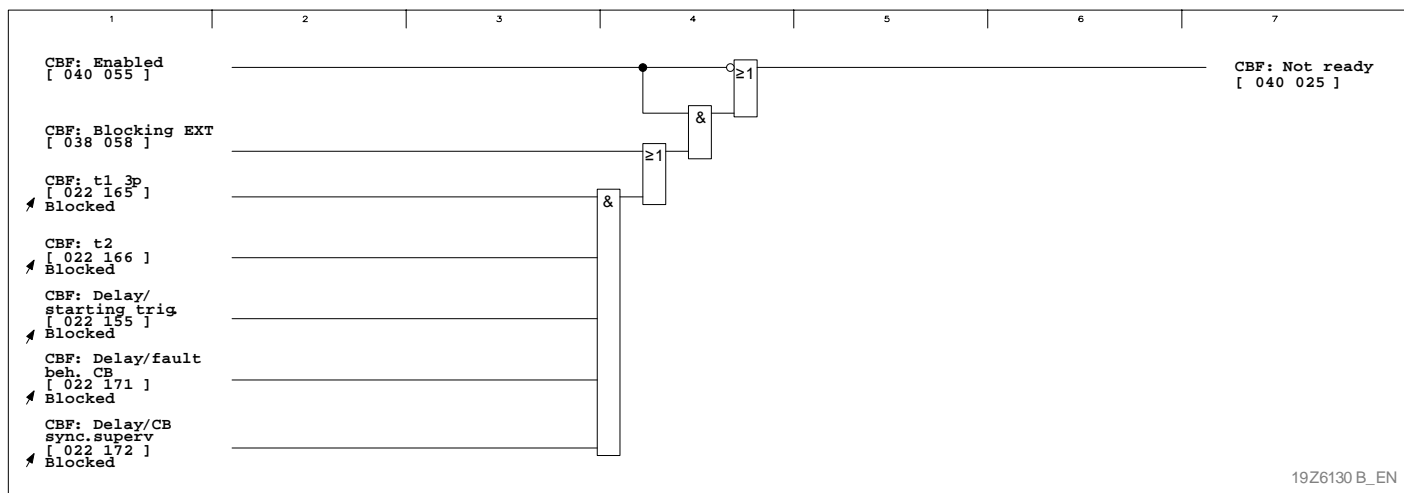 1 2 3 4 5 6 7
CBF: Enabled
[ 040 055 ]
≥1
CBF: Not ready
[ 040 025 ]
&
CBF: Blocking EXT
[ 038 058 ]
≥1
CBF: t1 3p
[ 022 165 ]
Blocked
&
CBF: t2
[ 022 166 ]
Blocked
CBF: Delay/
starting trig.
[ 022 155 ]
Blocked
CBF: Delay/fault
beh. CB
[ 022 171 ]
Blocked
CBF: Delay/CB
sync.superv
[ 022 172 ]
Blocked
19Z6130 B_EN